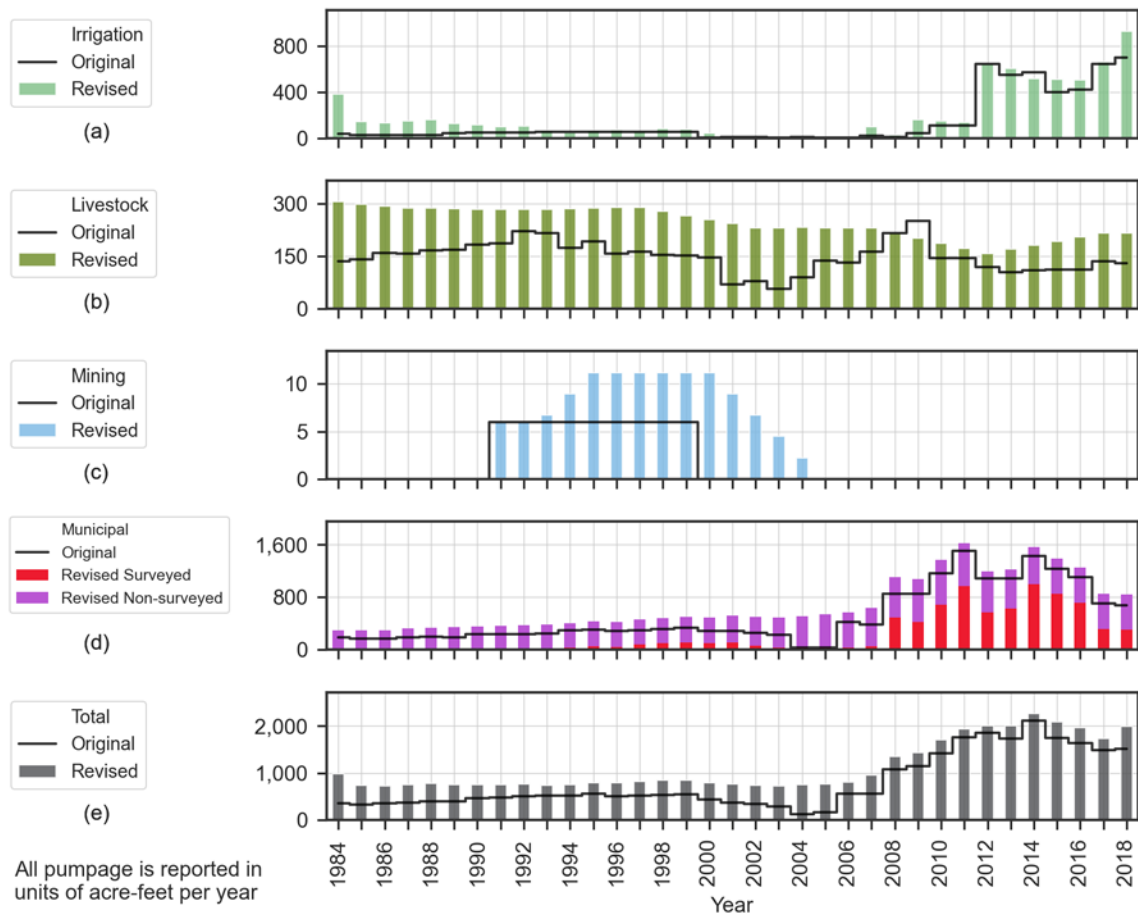 Irrigation
Original
Revised
(a)
800
400
0
Livestock
Original
Revised
(b)
300
150
0
Mining
Original
Revised
(c)
10
5
0
Municipal
Original
Revised Surveyed
Revised Non-surveyed
(d)
1,600
800
0
Total
Original
Revised
(e)
2,000
1,000
0
1984 1986 1988 1990 1992 1994 1996 1998 2000 2002 2004 2006 2008 2010 2012 2014 2016 2018
Year
All pumpage is reported in
units of acre-feet per year